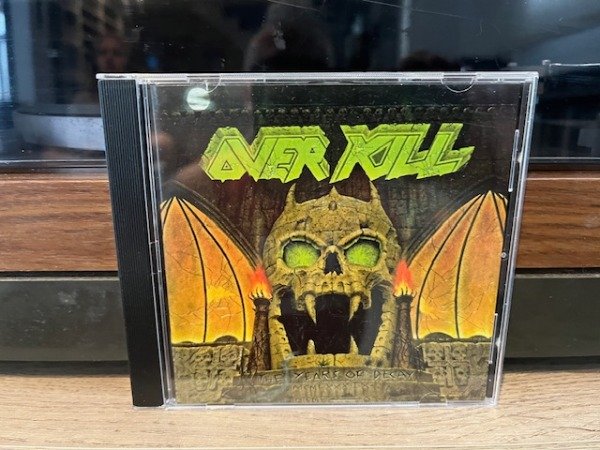 OVER KILL
THE YEARS OF DECAY